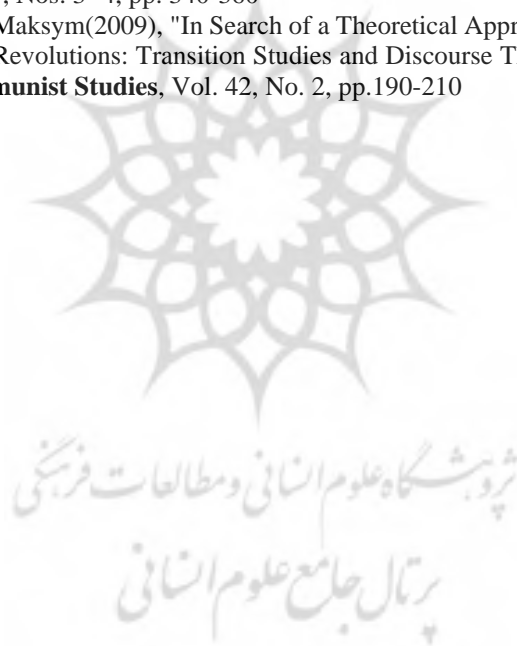 , Nos. 3–4, pp. 340-360
Maksym(2009), "In Search of a Theoretical Appr
Revolutions: Transition Studies and Discourse T
munist Studies, Vol. 42, No. 2, pp.190-210
پژوهشگاه علوم انسانی و مطالعات فرهنگی
پرتال جامع علوم انسانی